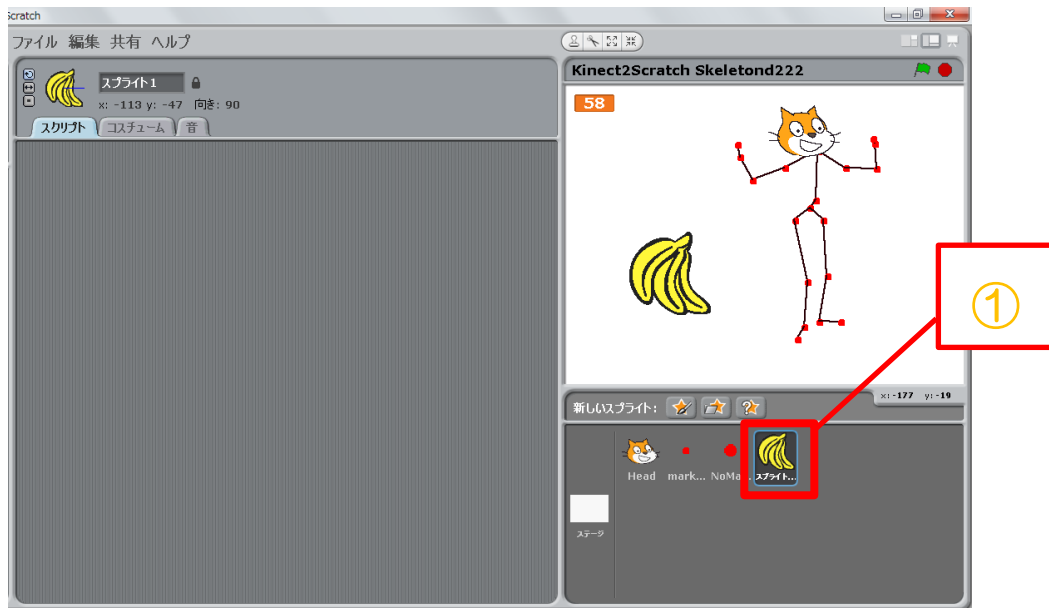 Scratch
ファイル 編集 共有 ヘルプ
スプライト1
x: -113 y: -47 向き: 90
スクリプト コスチューム 音
Kinect2Scratch Skeletond222
58
①
x: -177 y: -19
新しいスプライト:
Head mark... NoMa... スプライト...
ステージ